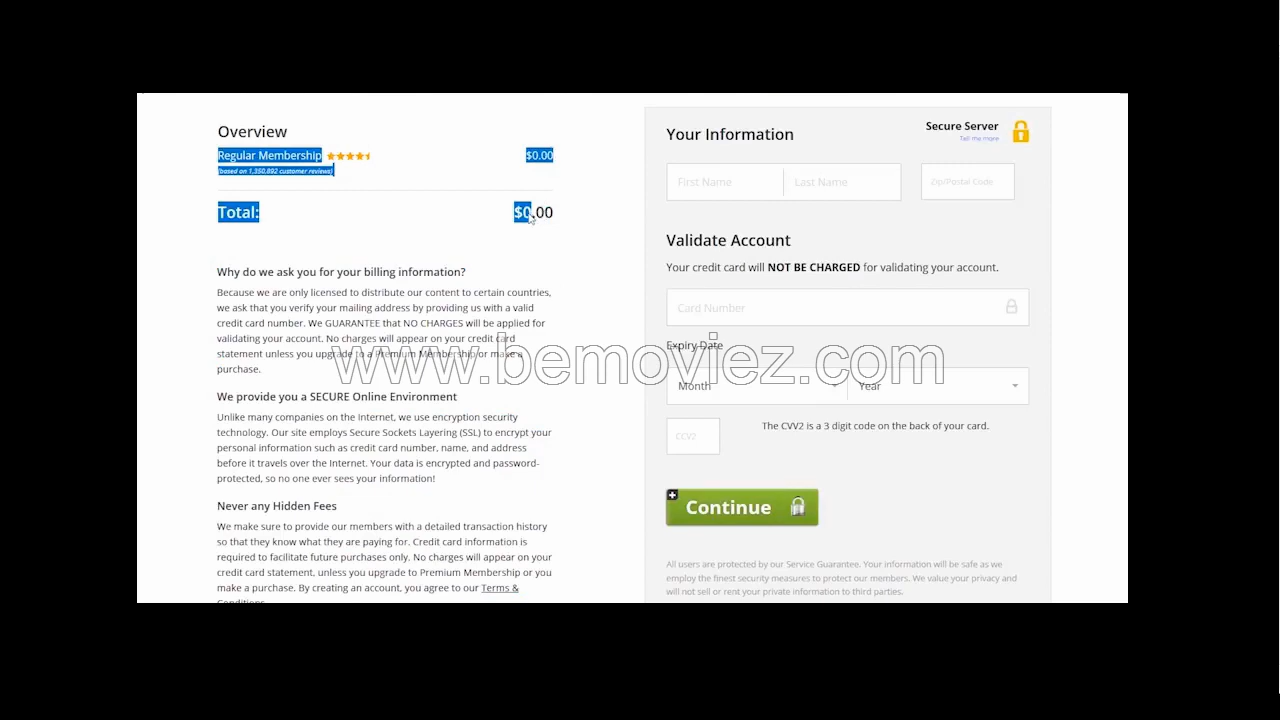 Overview
Regular Membership $0.00
(based on 1,350,892 customer reviews)
Total: $0.00
Why do we ask you for your billing information?
Because we are only licensed to distribute our content to certain countries,
we ask that you verify your mailing address by providing us with a valid
credit card number. We GUARANTEE that NO CHARGES will be applied for
validating your account. No charges will appear on your credit card
statement unless you upgrade to a Premium Membership or make a
purchase.
We provide you a SECURE Online Environment
Unlike many companies on the Internet, we use encryption security
technology. Our site employs Secure Sockets Layering (SSL) to encrypt your
personal information such as credit card number, name, and address
before it travels over the Internet. Your data is encrypted and password-
protected, so no one ever sees your information!
Never any Hidden Fees
We make sure to provide our members with a detailed transaction history
so that they know what they are paying for. Credit card information is
required to facilitate future purchases only. No charges will appear on your
credit card statement, unless you upgrade to Premium Membership or you
make a purchase. By creating an account, you agree to our Terms &
Conditions
Your Information
Secure Server
Tell me more
First Name Last Name Zip/Postal Code
Validate Account
Your credit card will NOT BE CHARGED for validating your account.
Card Number
Expiry Date
www.bemoviez.com
Month Year
CCV2
The CVV2 is a 3 digit code on the back of your card.
Continue
All users are protected by our Service Guarantee. Your information will be safe as we
employ the finest security measures to protect our members. We value your privacy and
will not sell or rent your private information to third parties.